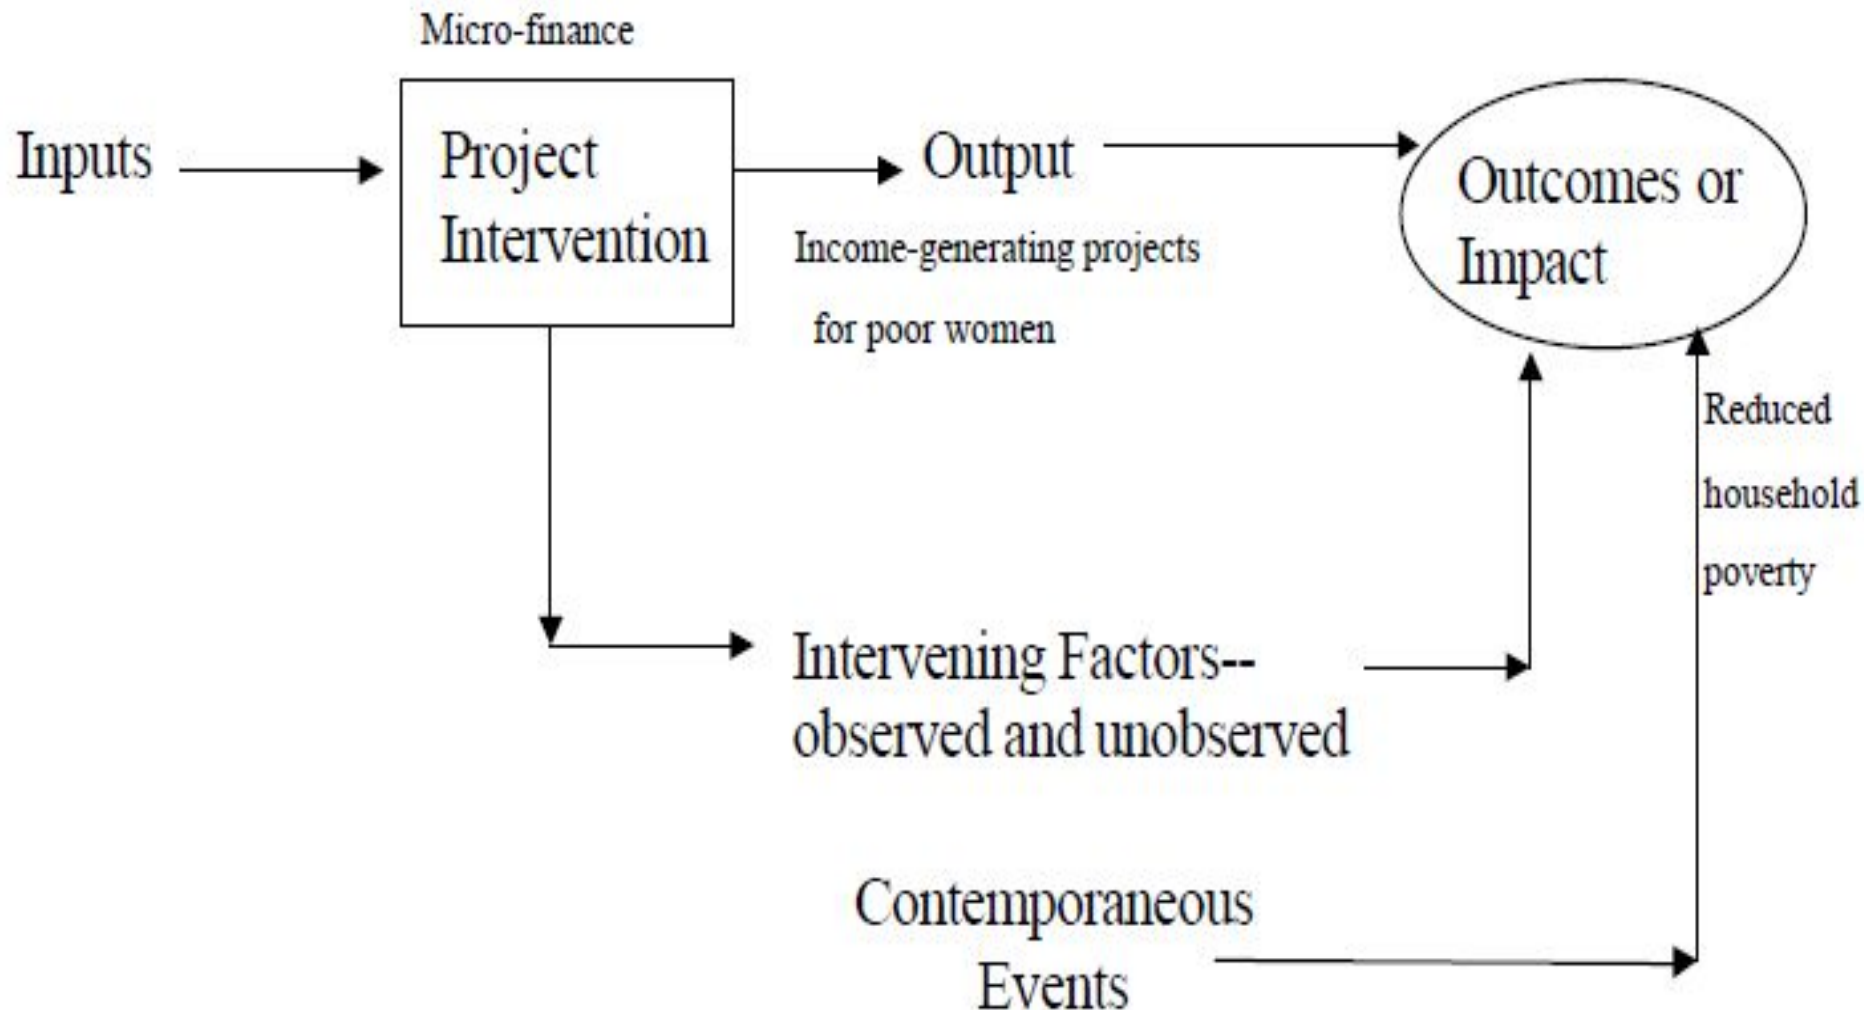 Micro-finance
Inputs
Project
Intervention
Output
Income-generating projects
for poor women
Outcomes or
Impact
Reduced
household
poverty
Intervening Factors--
observed and unobserved
Contemporaneous
Events